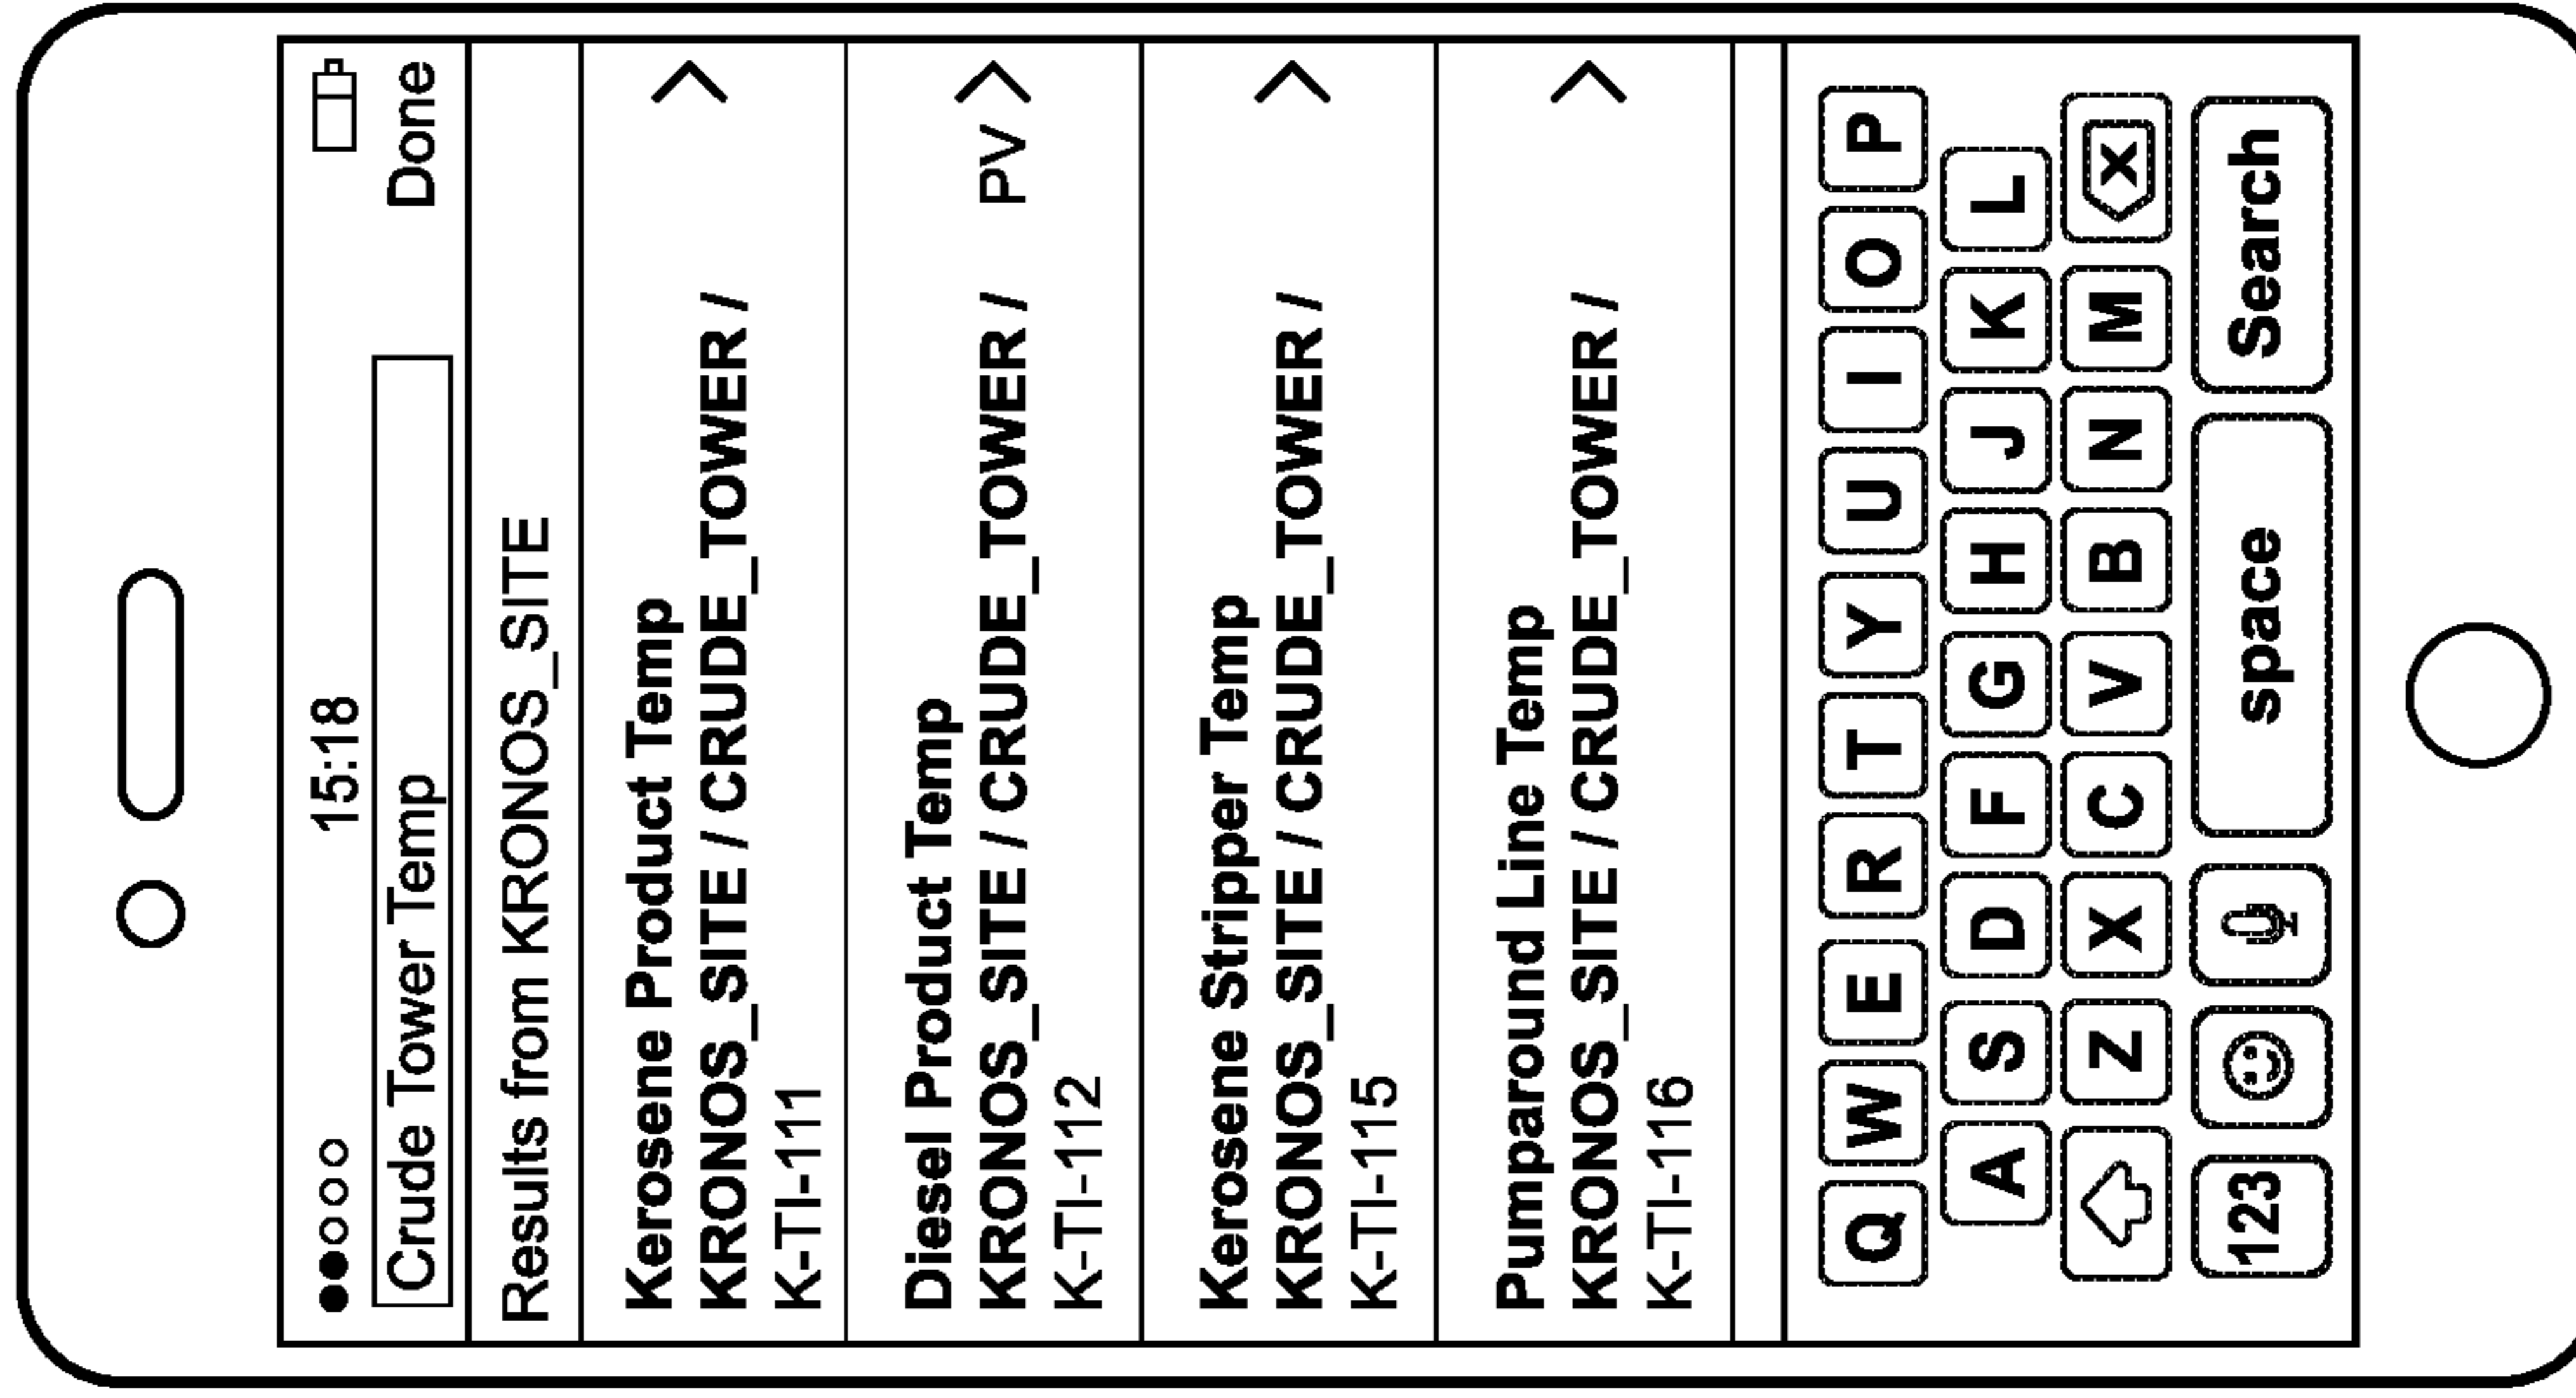 15:18
Crude Tower Temp Done
Results from KRONOS_SITE
Kerosene Product Temp
KRONOS_SITE / CRUDE_TOWER /
K-TI-111
Diesel Product Temp
KRONOS_SITE / CRUDE_TOWER / PV
K-TI-112
Kerosene Stripper Temp
KRONOS_SITE / CRUDE_TOWER /
K-TI-115
Pumparound Line Temp
KRONOS_SITE / CRUDE_TOWER /
K-TI-116
Q W E R T Y U I O P
A S D F G H J K L
Z X C V B N M X
123 space Search